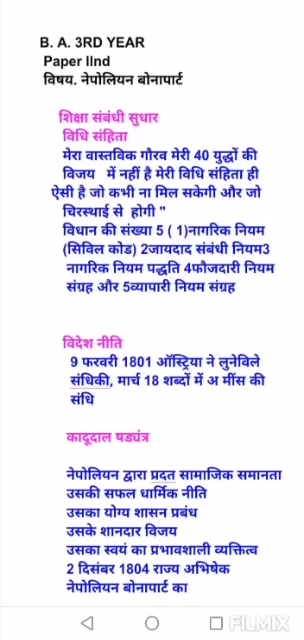 B. A. 3RD YEAR
Paper IInd
विषय. नेपोलियन बोनापार्ट
शिक्षा संबंधी सुधार
विधि संहिता
मेरा वास्तविक गौरव मेरी 40 युद्धों की
विजय में नहीं है मेरी विधि संहिता ही
ऐसी है जो कभी ना मिल सकेगी और जो
चिरस्थाई से होगी "
विधान की संख्या 5 ( 1)नागरिक नियम
(सिविल कोड) 2जायदाद संबंधी नियम3
नागरिक नियम पद्धति 4फौजदारी नियम
संग्रह और 5व्यापारी नियम संग्रह
विदेश नीति
9 फरवरी 1801 ऑस्ट्रिया ने लुनेविले
संधिकी, मार्च 18 शब्दों में अ मींस की
संधि
कादूदाल षड्यंत्र
नेपोलियन द्वारा प्रदत सामाजिक समानता
उसकी सफल धार्मिक नीति
उसका योग्य शासन प्रबंध
उसके शानदार विजय
उसका स्वयं का प्रभावशाली व्यक्तित्व
2 दिसंबर 1804 राज्य अभिषेक
नेपोलियन बोनापार्ट का
FILMIX